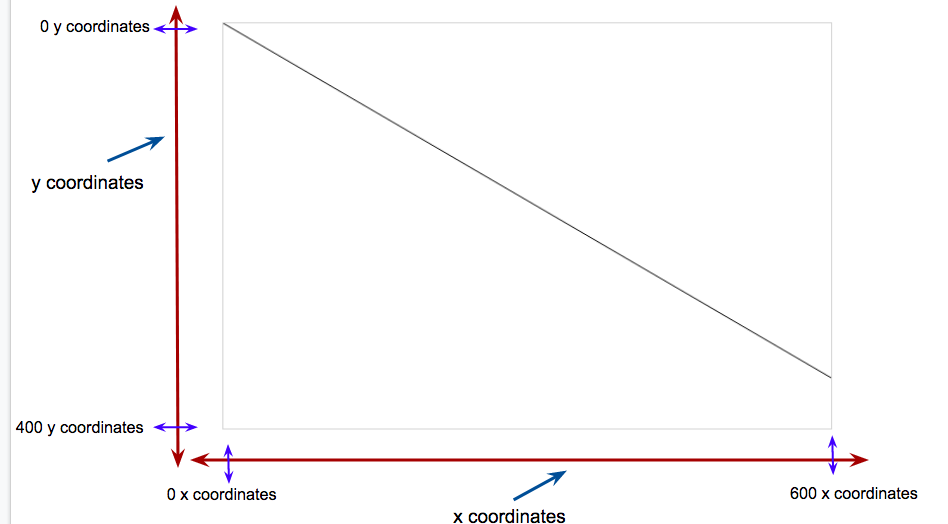 0 y coordinates
y coordinates
400 y coordinates
0 x coordinates
600 x coordinates
x coordinates